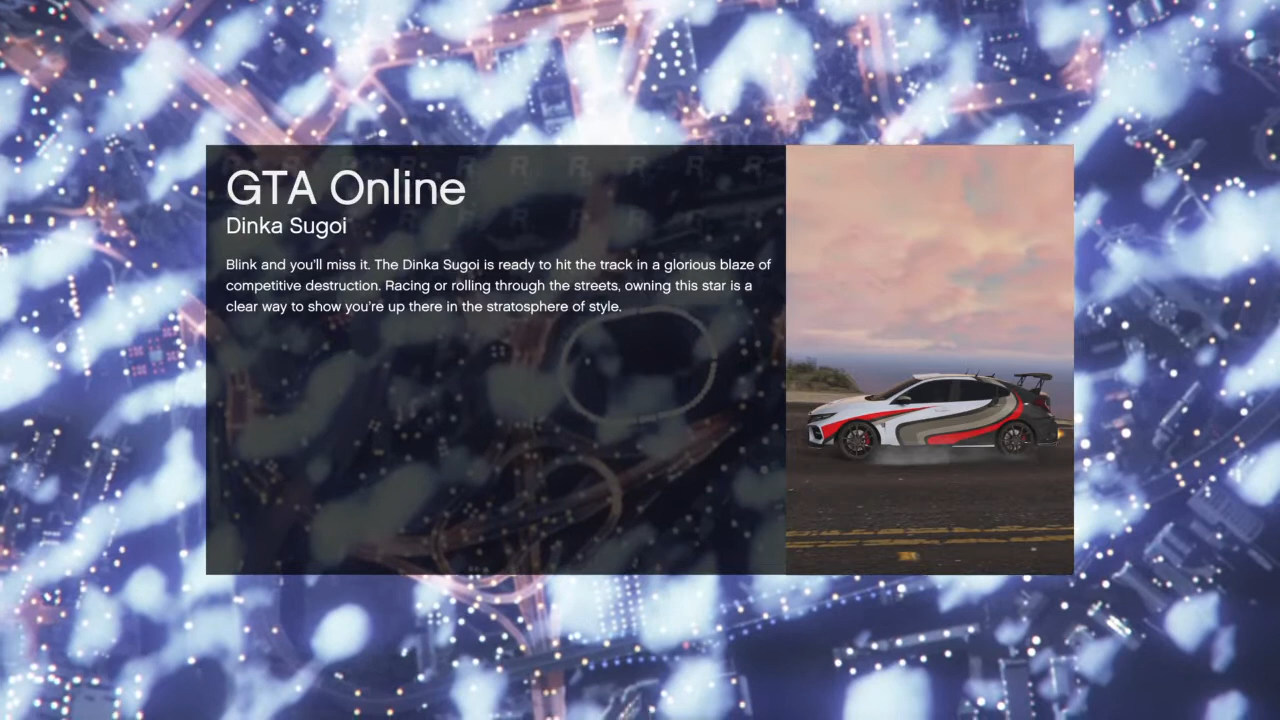 GTA Online
Dinka Sugoi
Blink and you'll miss it. The Dinka Sugoi is ready to hit the track in a glorious blaze of
competitive destruction. Racing or rolling through the streets, owning this star is a
clear way to show you're up there in the stratosphere of style.